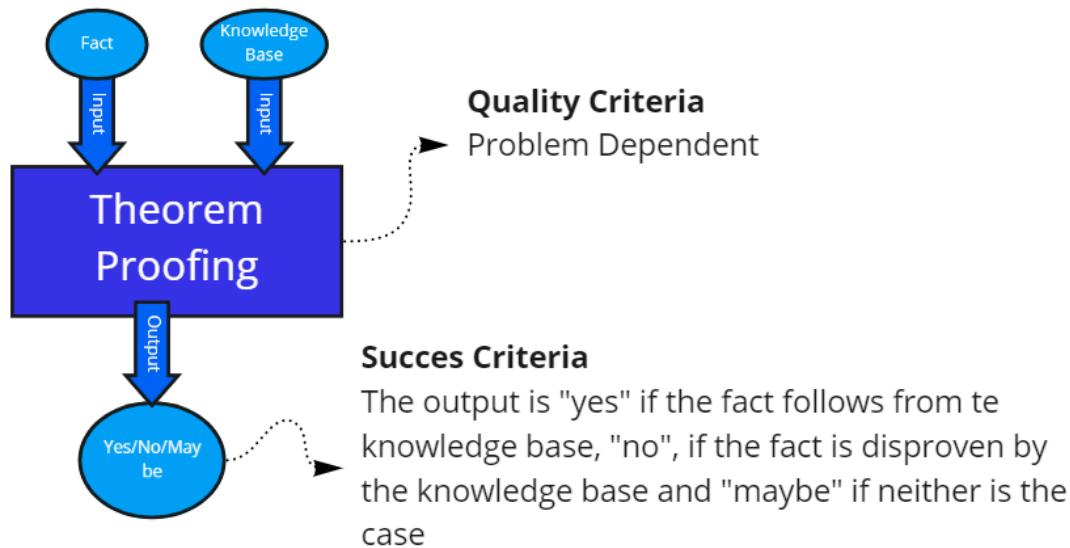 Fact
Knowledge
Base
Input
Input
Quality Criteria
Problem Dependent
Theorem
Proofing
Output
Succes Criteria
The output is "yes" if the fact follows from te
knowledge base, "no", if the fact is disproven by
the knowledge base and "maybe" if neither is the
case
Yes/No/May
be